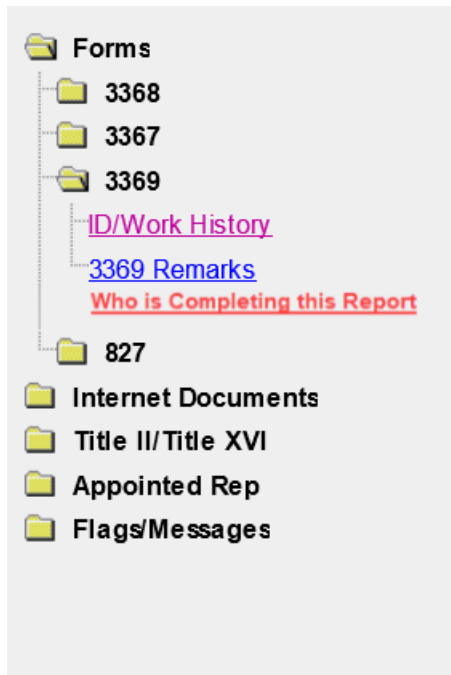 Forms
3368
3367
3369
ID/Work History
3369 Remarks
Who is Completing this Report
827
Internet Documents
Title II/Title XVI
Appointed Rep
Flags/Messages